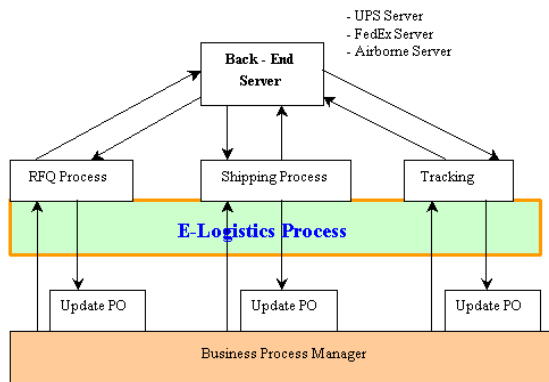 - UPS Server
- FedEx Server
- Airborne Server
Back - End
Server
RFQ Process
Shipping Process
Tracking
E-Logistics Process
Update PO
Update PO
Update PO
Business Process Manager